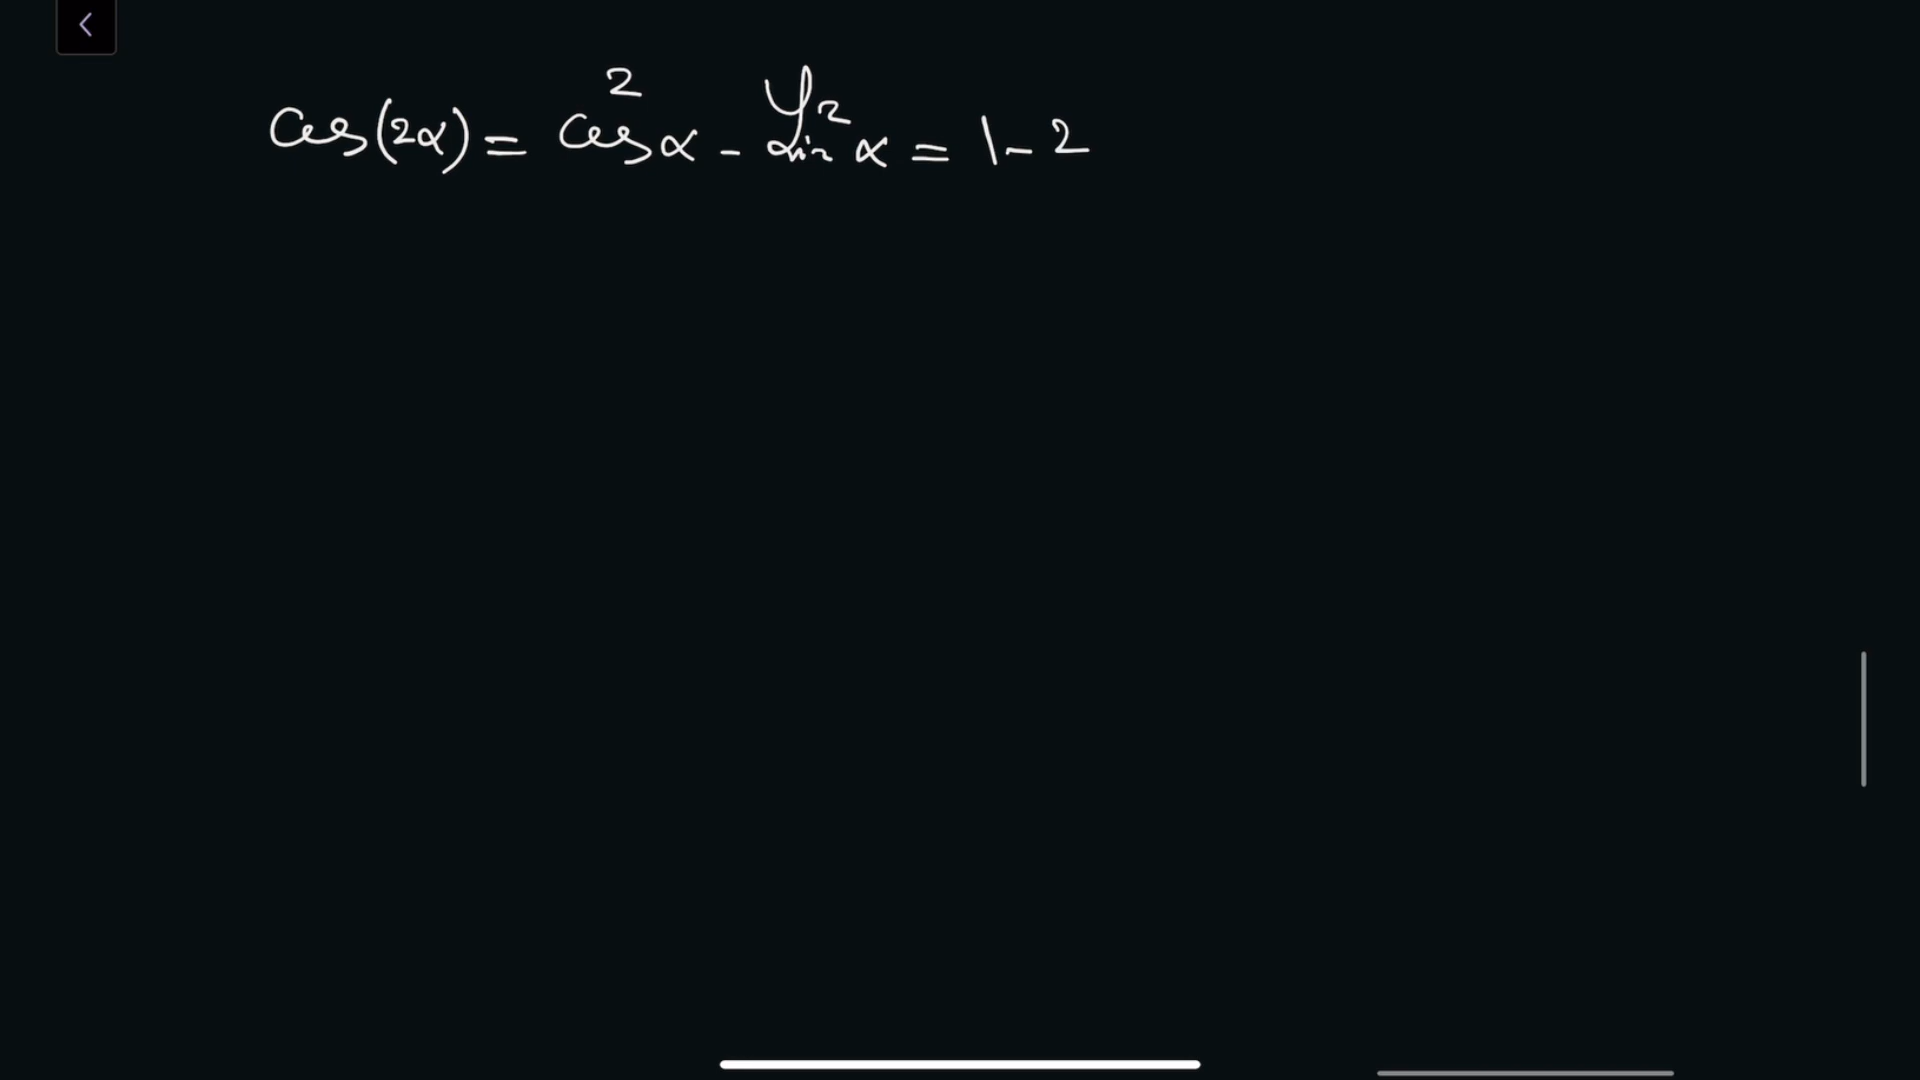 cos(2α) = cos²α - sin²α = 1-2